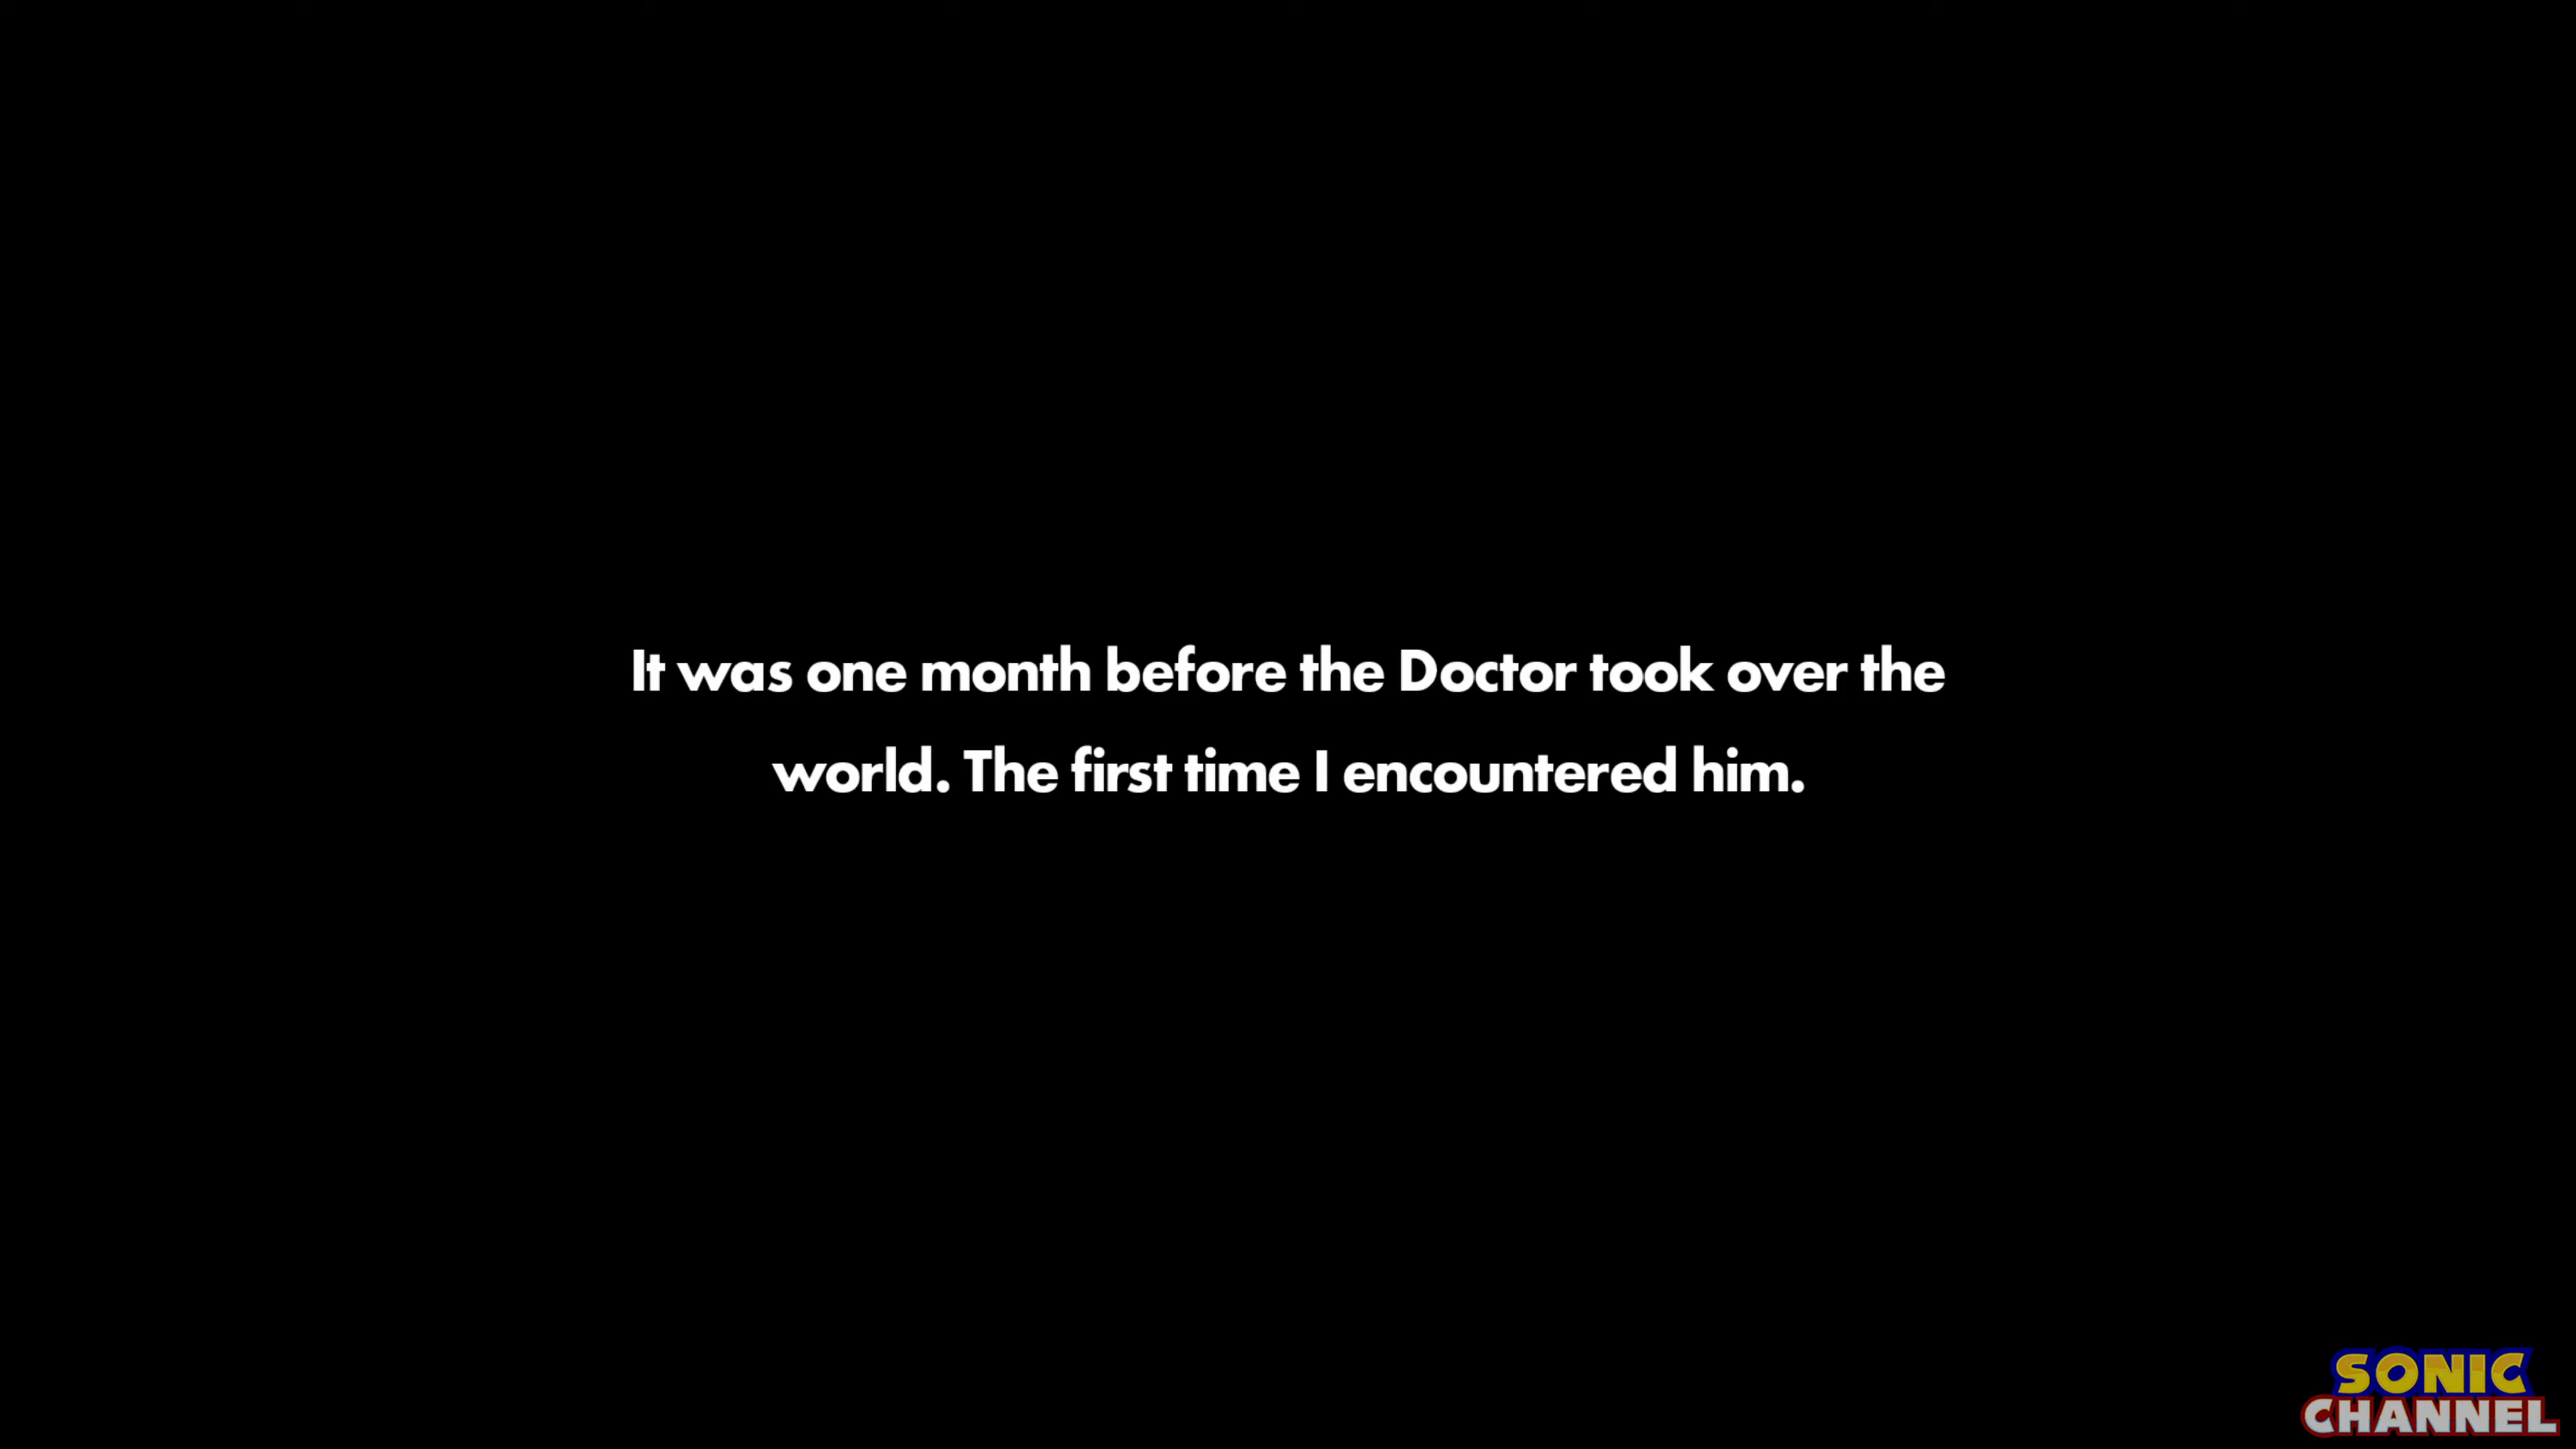 It was one month before the Doctor took over the
world. The first time I encountered him.
SONIC
CHANNEL